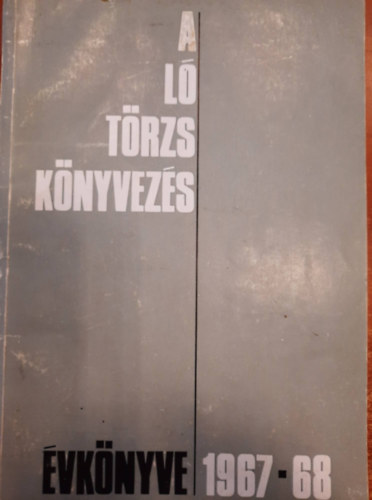 A
LÓ
TÖRZS
KÖNYVEZÉS
ÉVKÖNYVE 1967·68